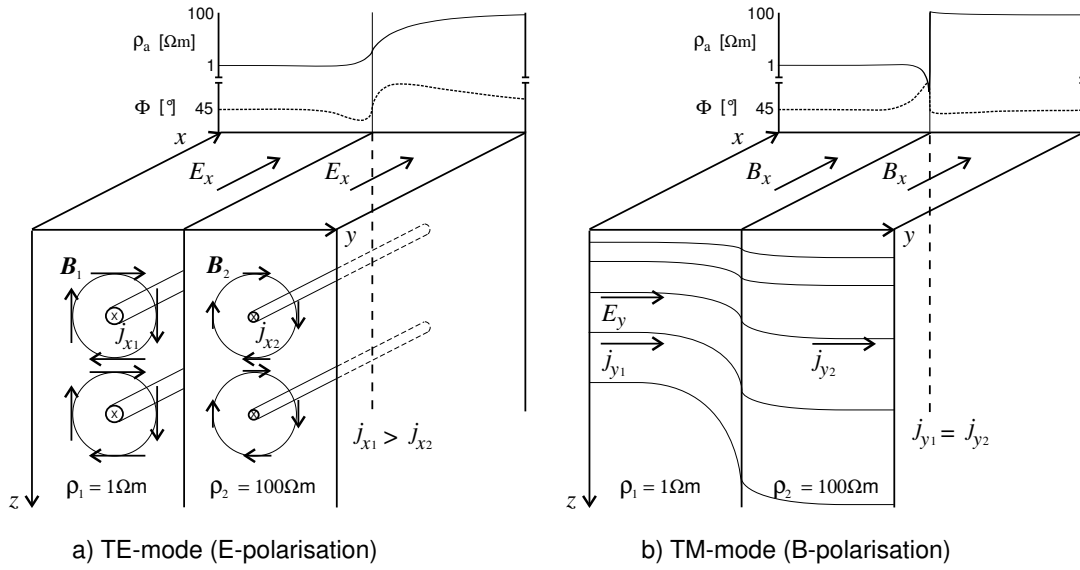 100
ρa [Ωm]
1
Φ [°] 45
x
Ex Ex
y
B1 B2
x x
jx1 jx2
x x
jx1 > jx2
ρ1 = 1Ωm ρ2 = 100Ωm
z
a) TE-mode (E-polarisation)
100
ρa [Ωm]
1
Φ [°] 45
x
Bx Bx
y
Ey
jy1 jy2
jy1 = jy2
ρ1 = 1Ωm ρ2 = 100Ωm
z
b) TM-mode (B-polarisation)